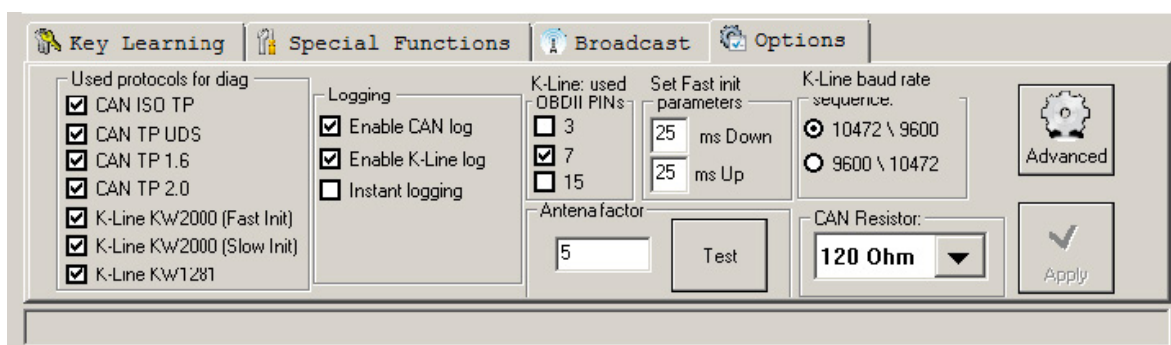 Key Learning
Special Functions
Broadcast
Options
Used protocols for diag
CAN ISO TP
CAN TP UDS
CAN TP 1.6
CAN TP 2.0
K-Line KW2000 (Fast Init)
K-Line KW2000 (Slow Init)
K-Line KW1281
Logging
Enable CAN log
Enable K-Line log
Instant logging
K-Line: used
OBDII PINs
3
7
15
Set Fast init
parameters
25 ms Down
25 ms Up
K-Line baud rate
sequence:
10472 \ 9600
9600 \ 10472
Antena factor
5
Test
CAN Resistor:
120 Ohm
Advanced
Apply